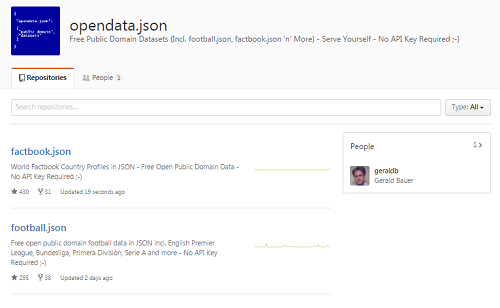 {
"opendata.json":
{
"public domain",
"datasets"
opendata.json
Free Public Domain Datasets (Incl. football.json, factbook.json 'n' More) - Serve Yourself - No API Key Required ;-)
Repositories
People 1
Search repositories...
Type: All
factbook.json
World Factbook Country Profiles in JSON - Free Open Public Domain Data -
No API Key Required ;-)
430 31 Updated 19 seconds ago
football.json
Free open public domain football data in JSON incl. English Premier
League, Bundesliga, Primera División, Serie A and more - No API Key
Required ;-)
295 38 Updated 2 days ago
People 1
geraldb
Gerald Bauer